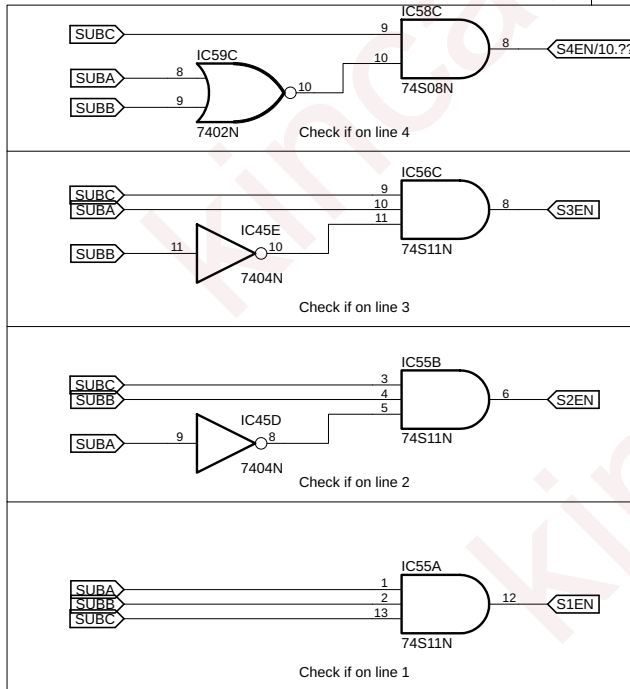 IC58C
SUBC 9
8 S4EN/10.??
IC59C
SUBA 8 10
10
SUBB 9
74S08N
7402N
Check if on line 4
IC56C
SUBC 9
SUBA 10 8 S3EN
11
IC45E
SUBB 11 10
74S11N
7404N
Check if on line 3
IC55B
SUBC 3
SUBB 4 6 S2EN
5
IC45D
SUBA 9 8
74S11N
7404N
Check if on line 2
IC55A
SUBA 1
SUBB 2 12 S1EN
SUBC 13
74S11N
Check if on line 1
kinca
kin